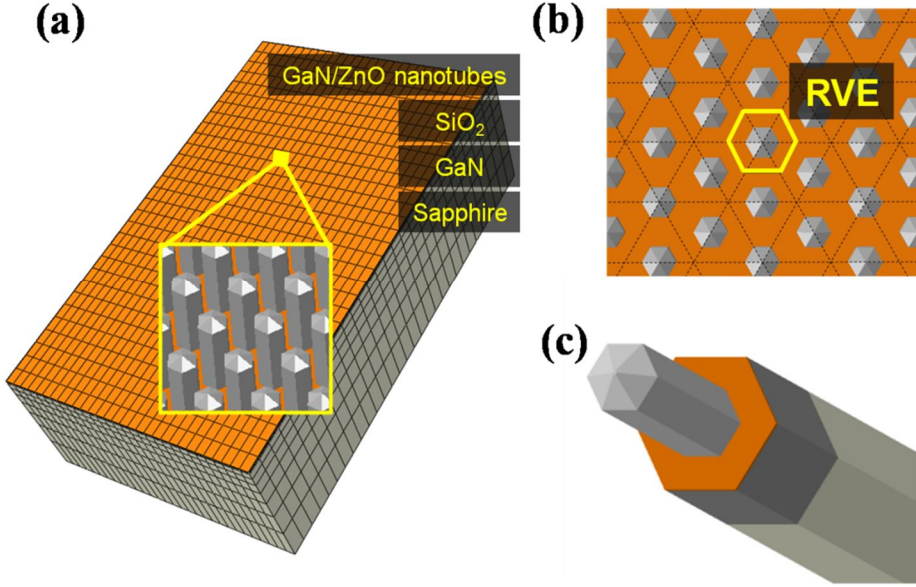 (a)
GaN/ZnO nanotubes
SiO₂
GaN
Sapphire
(b)
RVE
(c)